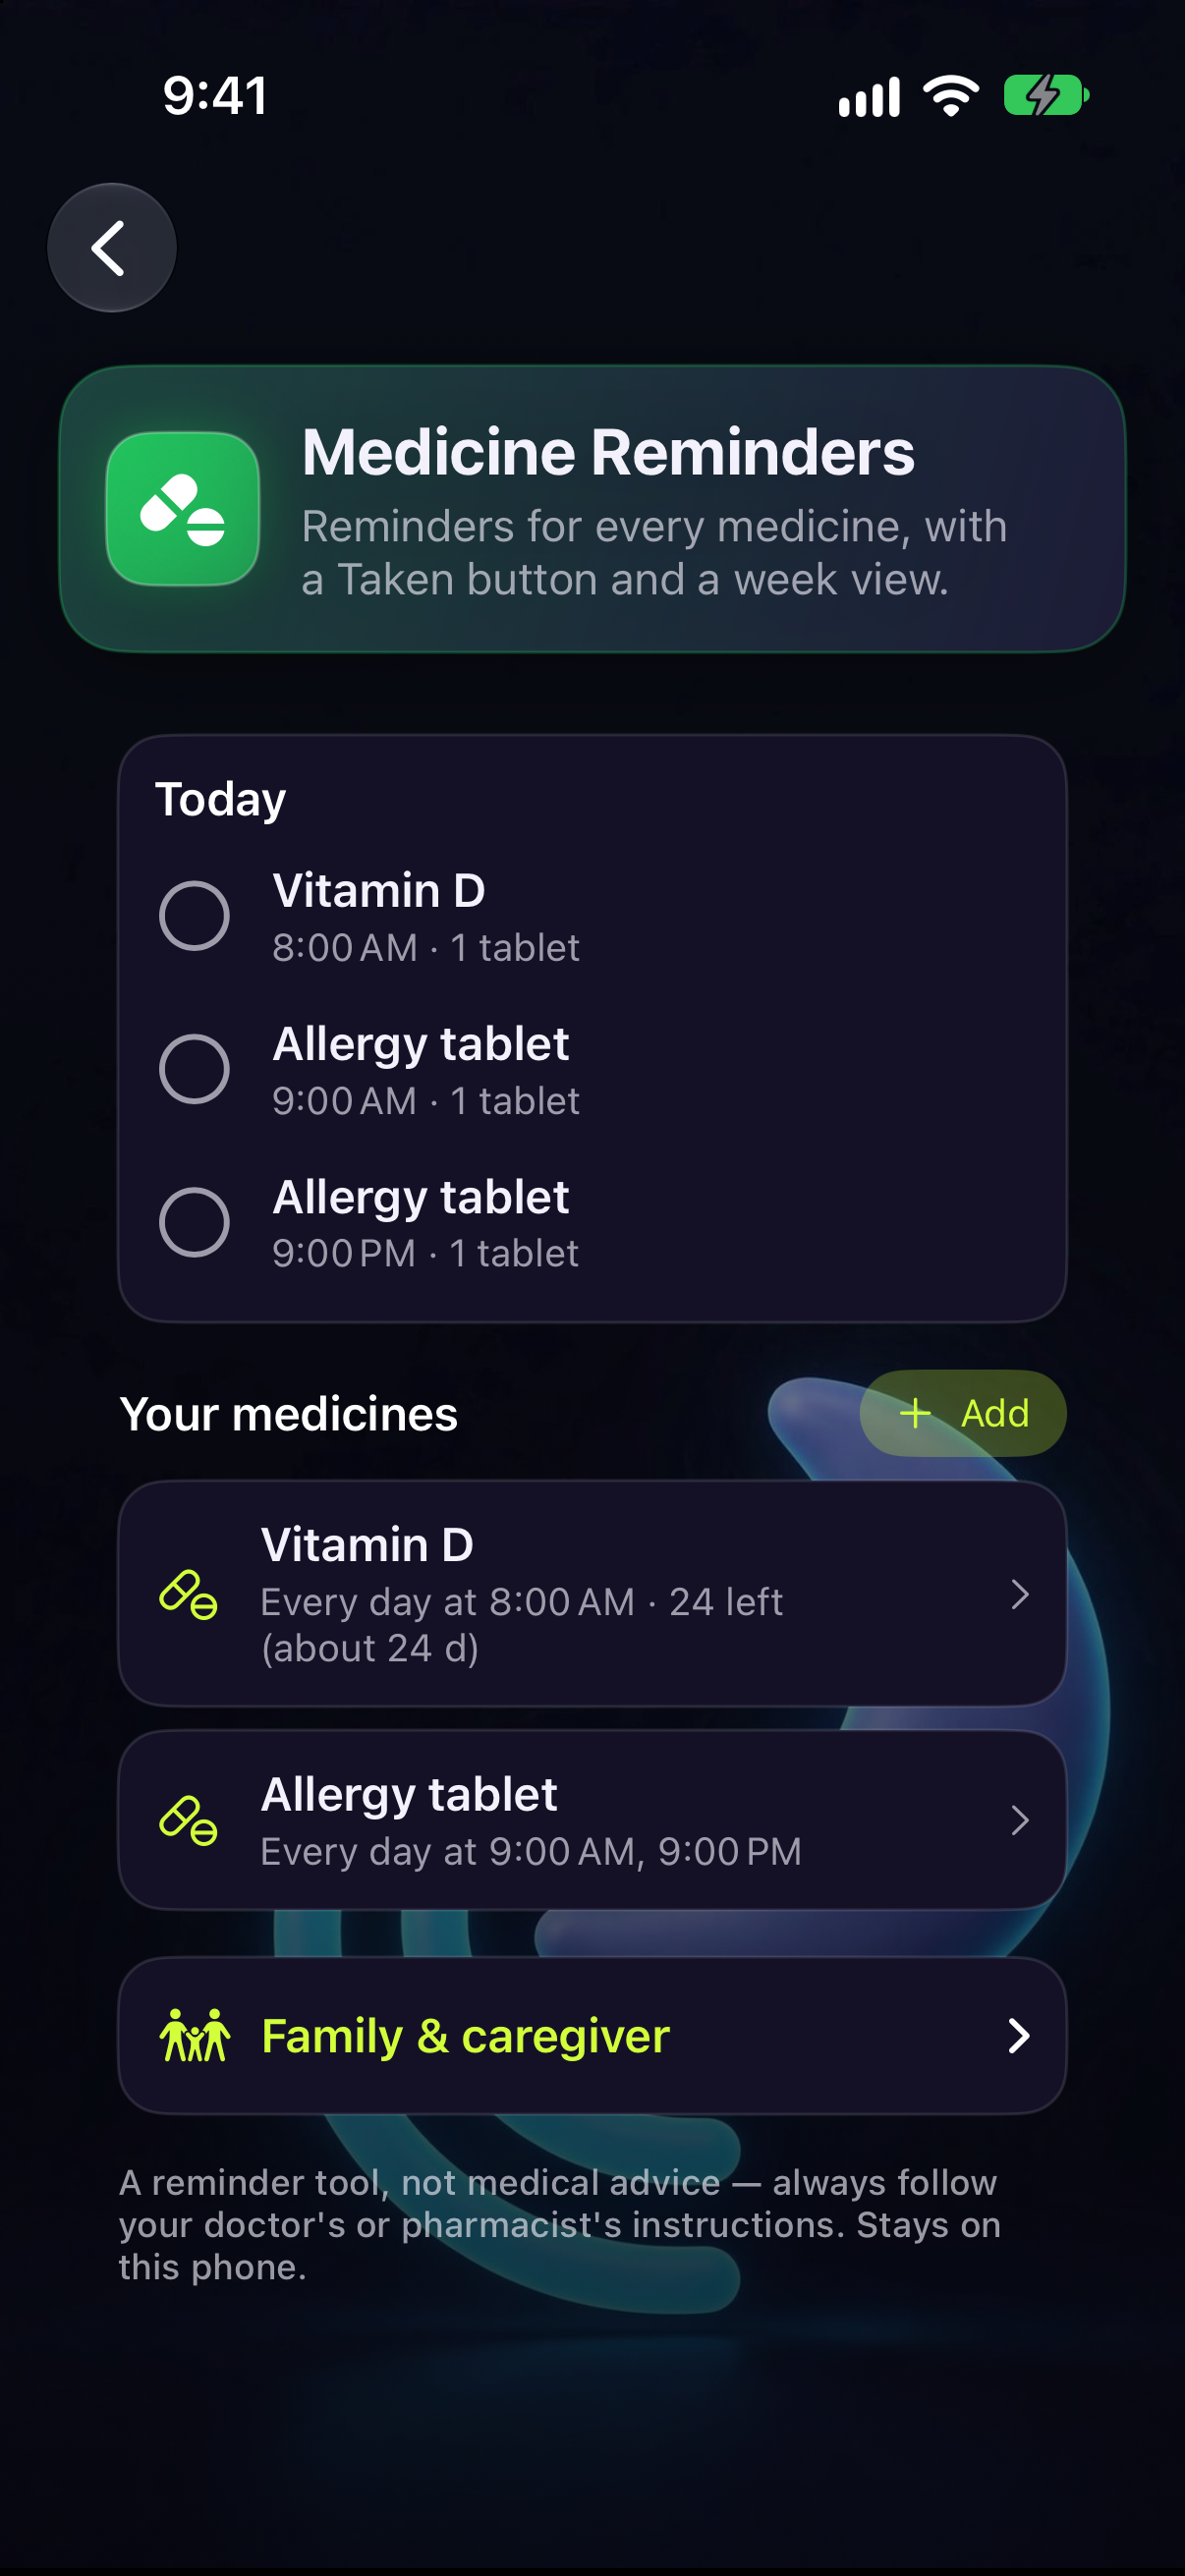 9:41
Medicine Reminders
Reminders for every medicine, with
a Taken button and a week view.
Today
Vitamin D
8:00 AM · 1 tablet
Allergy tablet
9:00 AM · 1 tablet
Allergy tablet
9:00 PM · 1 tablet
Your medicines
+ Add
Vitamin D
Every day at 8:00 AM · 24 left
(about 24 d)
Allergy tablet
Every day at 9:00 AM, 9:00 PM
Family & caregiver
A reminder tool, not medical advice — always follow
your doctor's or pharmacist's instructions. Stays on
this phone.